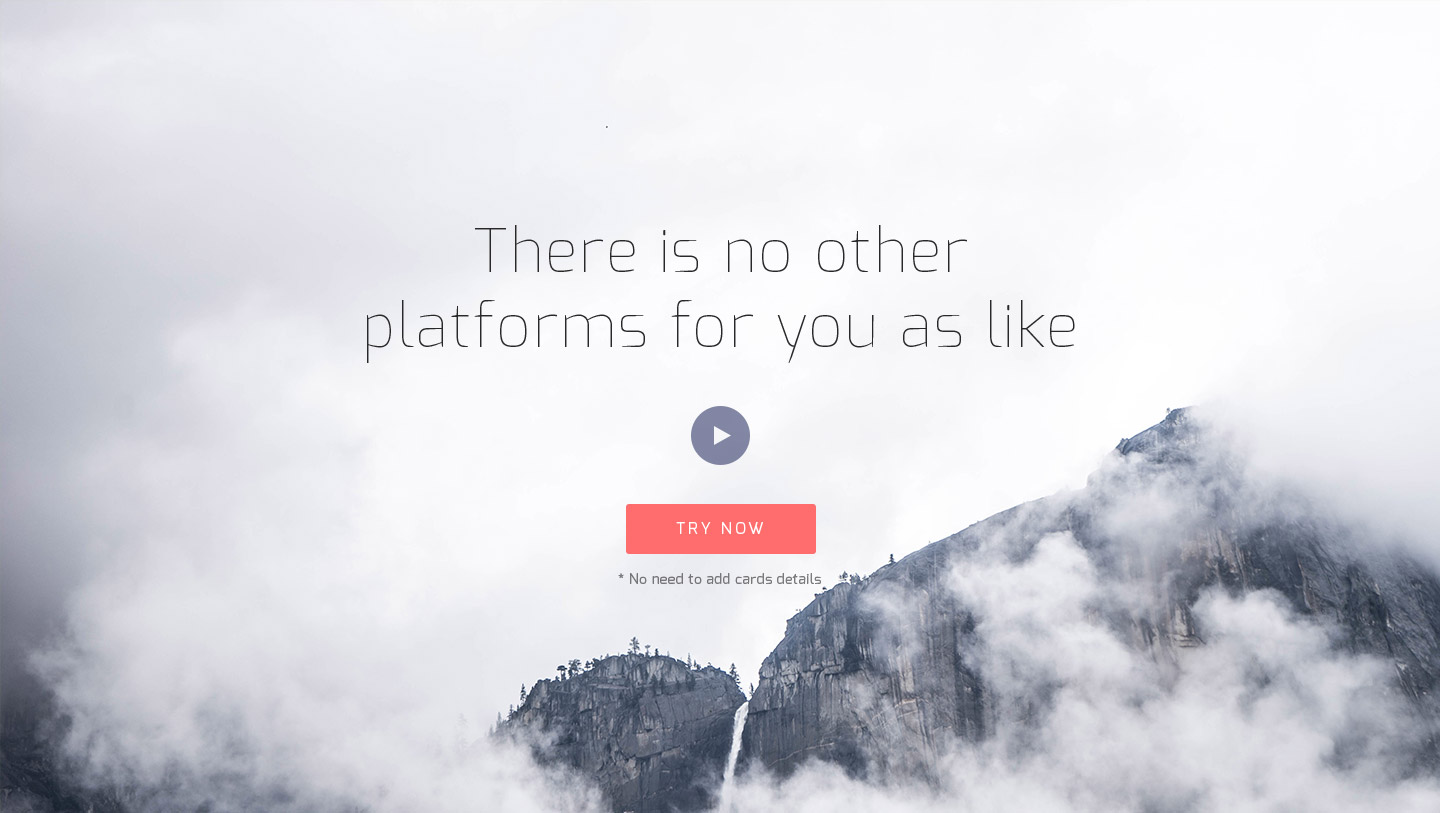 There is no other
platforms for you as like
TRY NOW
* No need to add cards details